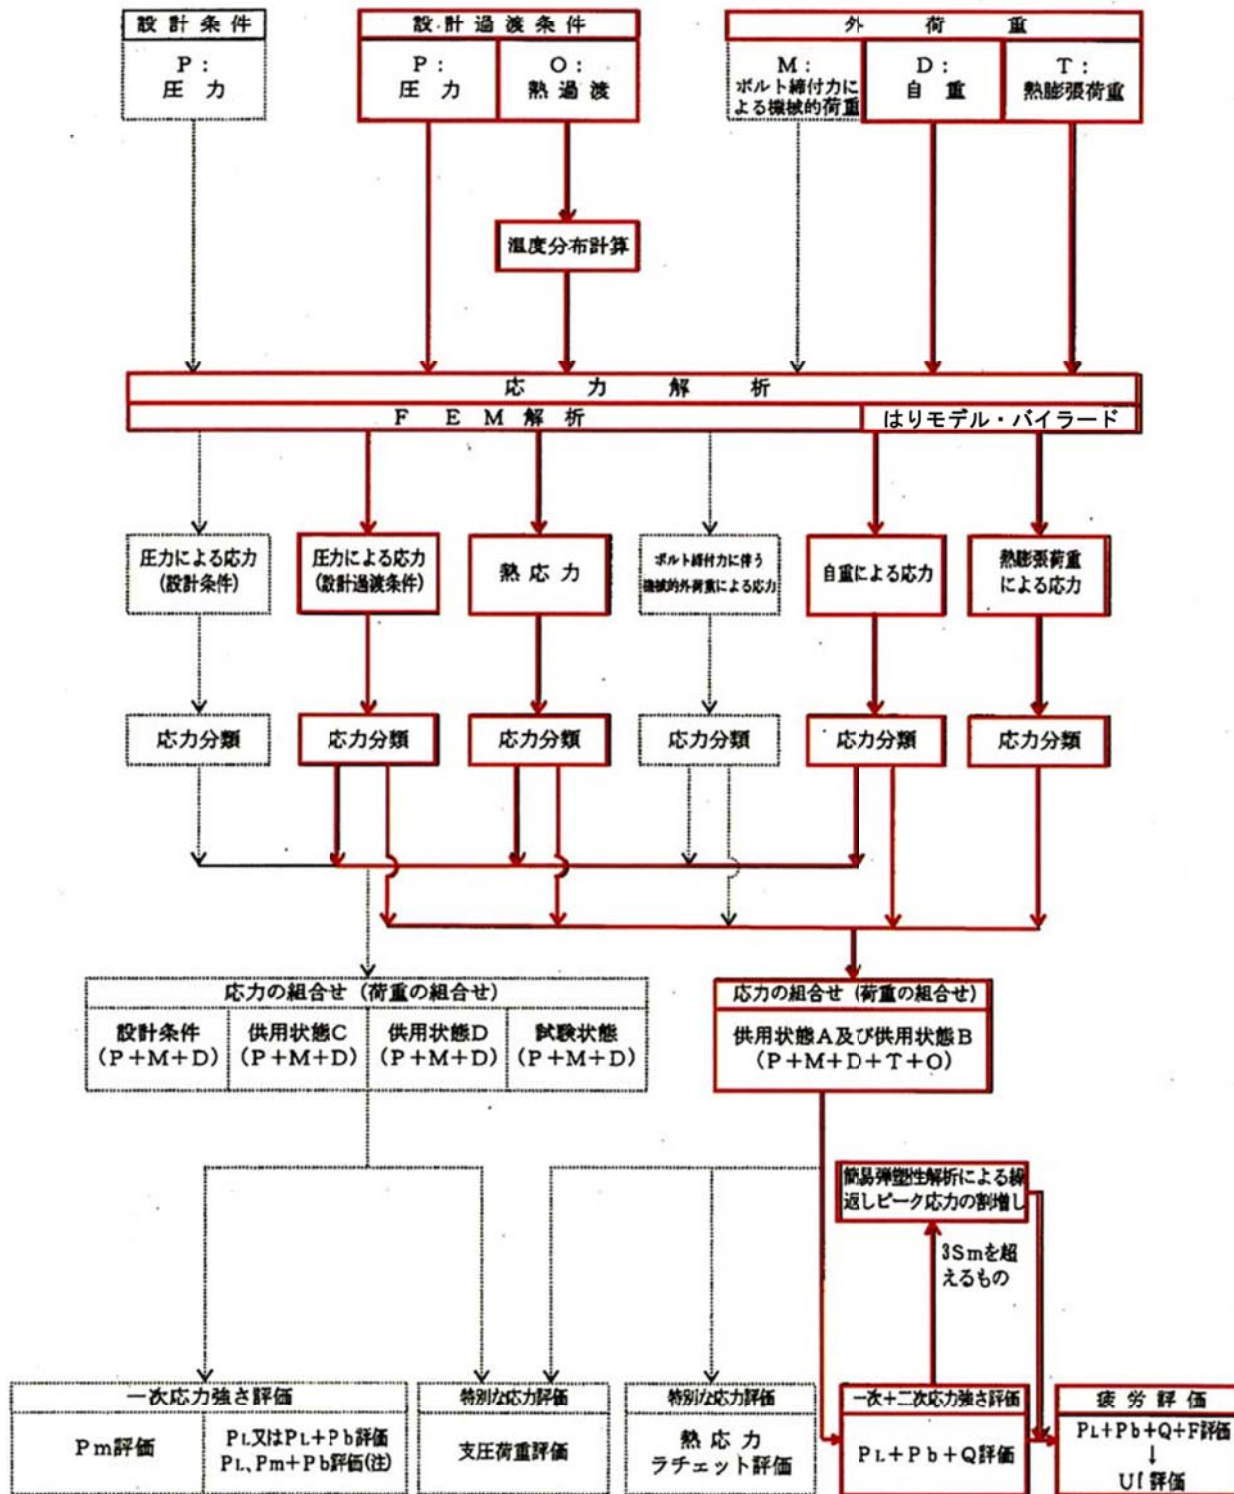 設計条件
P：
圧力
設計過渡条件
P：
圧力
O：
熱過渡
外荷重
M：
ボルト締付力に
よる機械的荷重
D：
自重
T：
熱膨張荷重
温度分布計算
応力解析
FEM解析
はりモデル・バイラード
圧力による応力
(設計条件)
圧力による応力
(設計過渡条件)
熱応力
ボルト締付力に伴う
機械的外荷重による応力
自重による応力
熱膨張荷重
による応力
応力分類
応力分類
応力分類
応力分類
応力分類
応力分類
応力の組合せ（荷重の組合せ）
設計条件
(P+M+D)
供用状態C
(P+M+D)
供用状態D
(P+M+D)
試験状態
(P+M+D)
応力の組合せ（荷重の組合せ）
供用状態A及び供用状態B
(P+M+D+T+O)
簡易弾塑性解析による繰
返しピーク応力の割増し
3Smを超
えるもの
一次応力強さ評価
Pm評価
PL又はPL+Pb評価
PL、Pm+Pb評価(注)
特別な応力評価
支圧荷重評価
特別な応力評価
熱応力
ラチェット評価
一次+二次応力強さ評価
PL+Pb+Q評価
疲労評価
PL+Pb+Q+F評価
↓
Uf評価